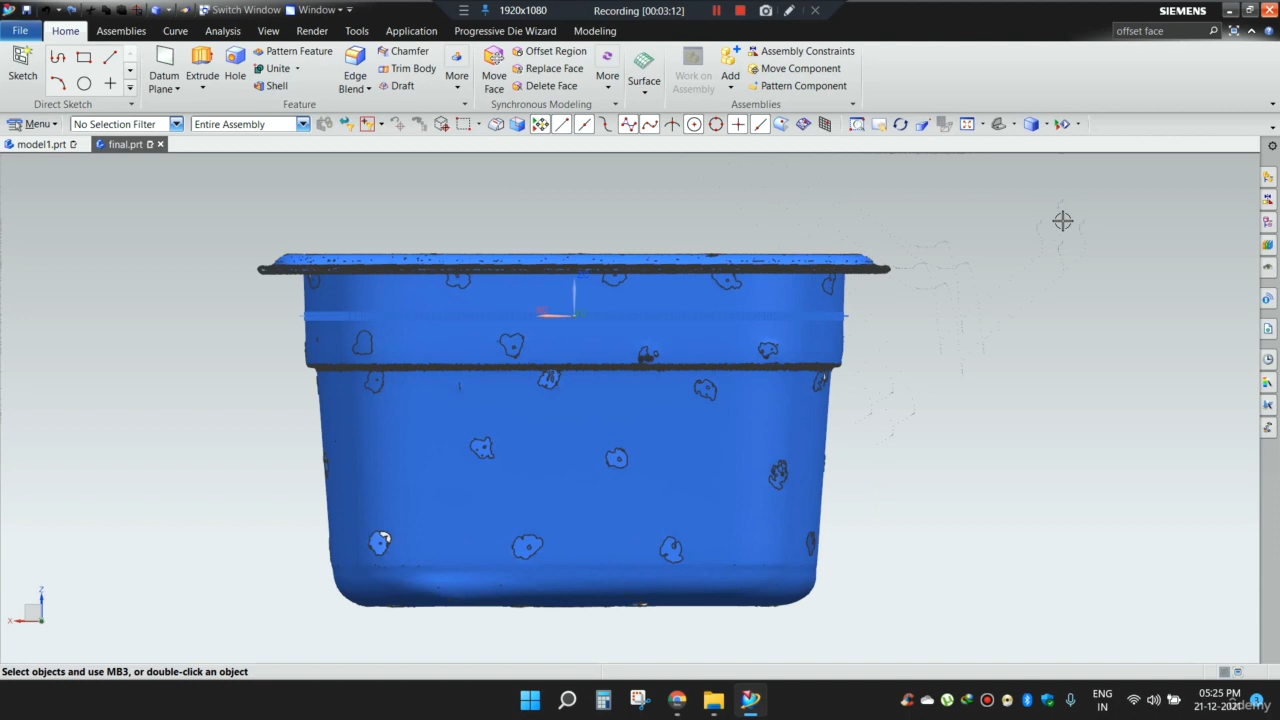 Switch Window
Window
1920x1080
Recording [00:03:12]
SIEMENS
File
Home
Assemblies
Curve
Analysis
View
Render
Tools
Application
Progressive Die Wizard
Modeling
offset face
Sketch
Direct Sketch
Datum Plane
Extrude
Hole
Pattern Feature
Unite
Shell
Edge Blend
Chamfer
Trim Body
Draft
More
Feature
Move Face
Offset Region
Replace Face
Delete Face
More
Synchronous Modeling
Surface
Work on Assembly
Add
Assembly Constraints
Move Component
Pattern Component
Assemblies
Menu
No Selection Filter
Entire Assembly
model1.prt
final.prt
Z
X
Select objects and use MB3, or double-click an object
ENG
IN
05:25 PM
21-12-2021
Udemy